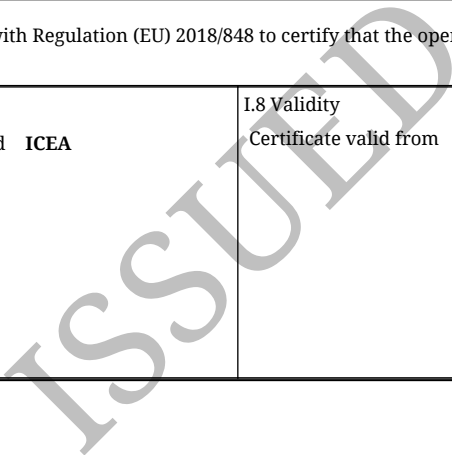 with Regulation (EU) 2018/848 to certify that the oper
ICEA
I.8 Validity
Certificate valid from
ISSUED